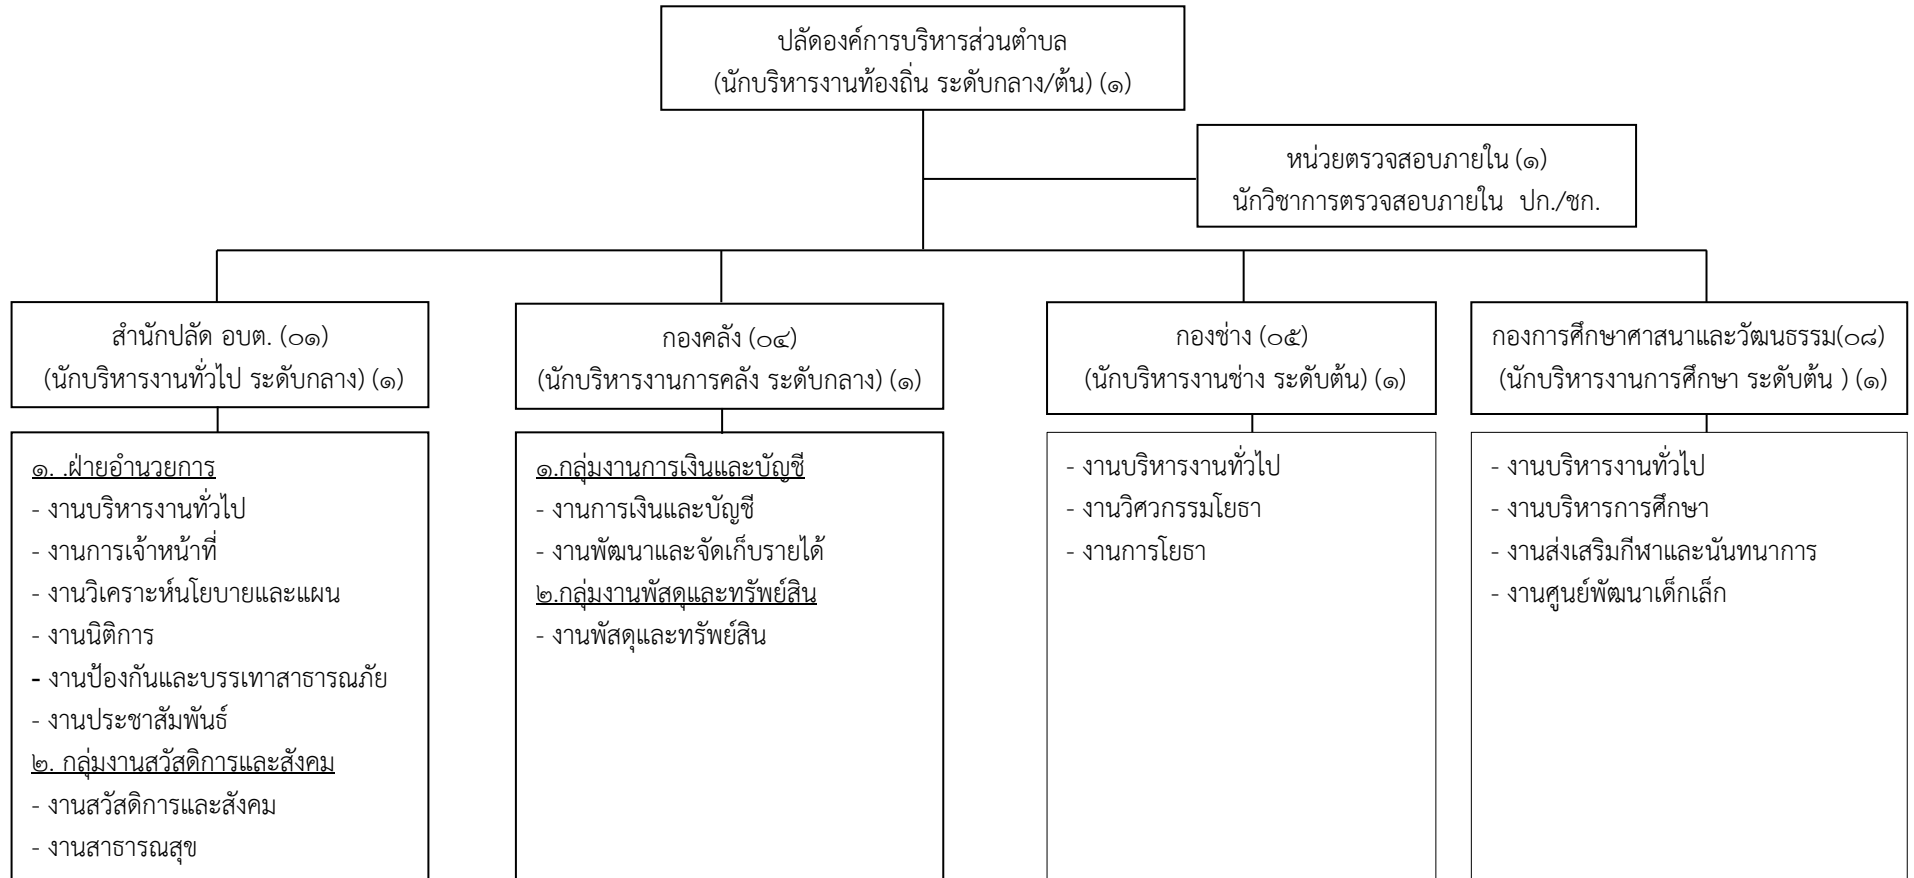 ปลัดองค์การบริหารส่วนตำบล
(นักบริหารงานท้องถิ่น ระดับกลาง/ต้น) (๑)
หน่วยตรวจสอบภายใน (๑)
นักวิชาการตรวจสอบภายใน ปก./ชก.
สำนักปลัด อบต. (๐๑)
(นักบริหารงานทั่วไป ระดับกลาง) (๑)
๑. .ฝ่ายอำนวยการ
- งานบริหารงานทั่วไป
- งานการเจ้าหน้าที่
- งานวิเคราะห์นโยบายและแผน
- งานนิติการ
- งานป้องกันและบรรเทาสาธารณภัย
- งานประชาสัมพันธ์
๒. กลุ่มงานสวัสดิการและสังคม
- งานสวัสดิการและสังคม
- งานสาธารณสุข
กองคลัง (๐๔)
(นักบริหารงานการคลัง ระดับกลาง) (๑)
๑.กลุ่มงานการเงินและบัญชี
- งานการเงินและบัญชี
- งานพัฒนาและจัดเก็บรายได้
๒.กลุ่มงานพัสดุและทรัพย์สิน
- งานพัสดุและทรัพย์สิน
กองช่าง (๐๕)
(นักบริหารงานช่าง ระดับต้น) (๑)
- งานบริหารงานทั่วไป
- งานวิศวกรรมโยธา
- งานการโยธา
กองการศึกษาศาสนาและวัฒนธรรม(๐๘)
(นักบริหารงานการศึกษา ระดับต้น ) (๑)
- งานบริหารงานทั่วไป
- งานบริหารการศึกษา
- งานส่งเสริมกีฬาและนันทนาการ
- งานศูนย์พัฒนาเด็กเล็ก